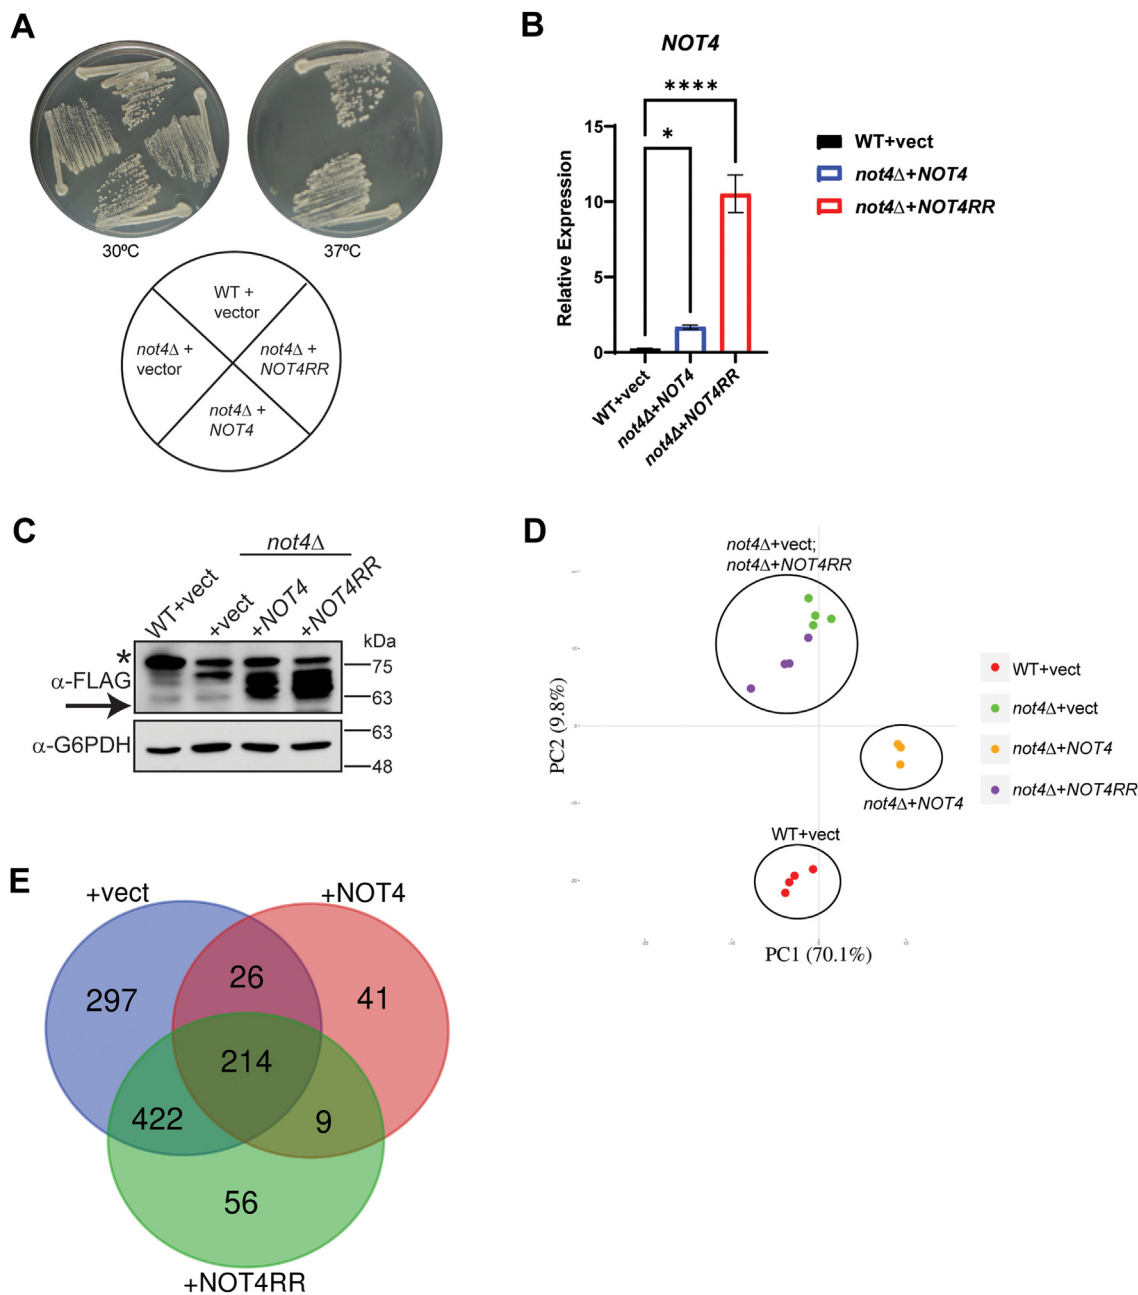 A
30ºC
37ºC
WT +
vector
not4Δ +
vector
not4Δ +
NOT4RR
not4Δ +
NOT4
B
NOT4
****
*
15
10
5
0
Relative Expression
WT+vect
not4Δ+NOT4
not4Δ+NOT4RR
WT+vect
not4Δ+NOT4
not4Δ+NOT4RR
C
not4Δ
WT+vect
+vect
+NOT4
+NOT4RR
kDa
*
75
α-FLAG
63
63
α-G6PDH
48
D
not4Δ+vect;
not4Δ+NOT4RR
PC2 (9.8%)
not4Δ+NOT4
WT+vect
PC1 (70.1%)
WT+vect
not4Δ+vect
not4Δ+NOT4
not4Δ+NOT4RR
E
+vect
+NOT4
297
26
41
214
422
9
56
+NOT4RR